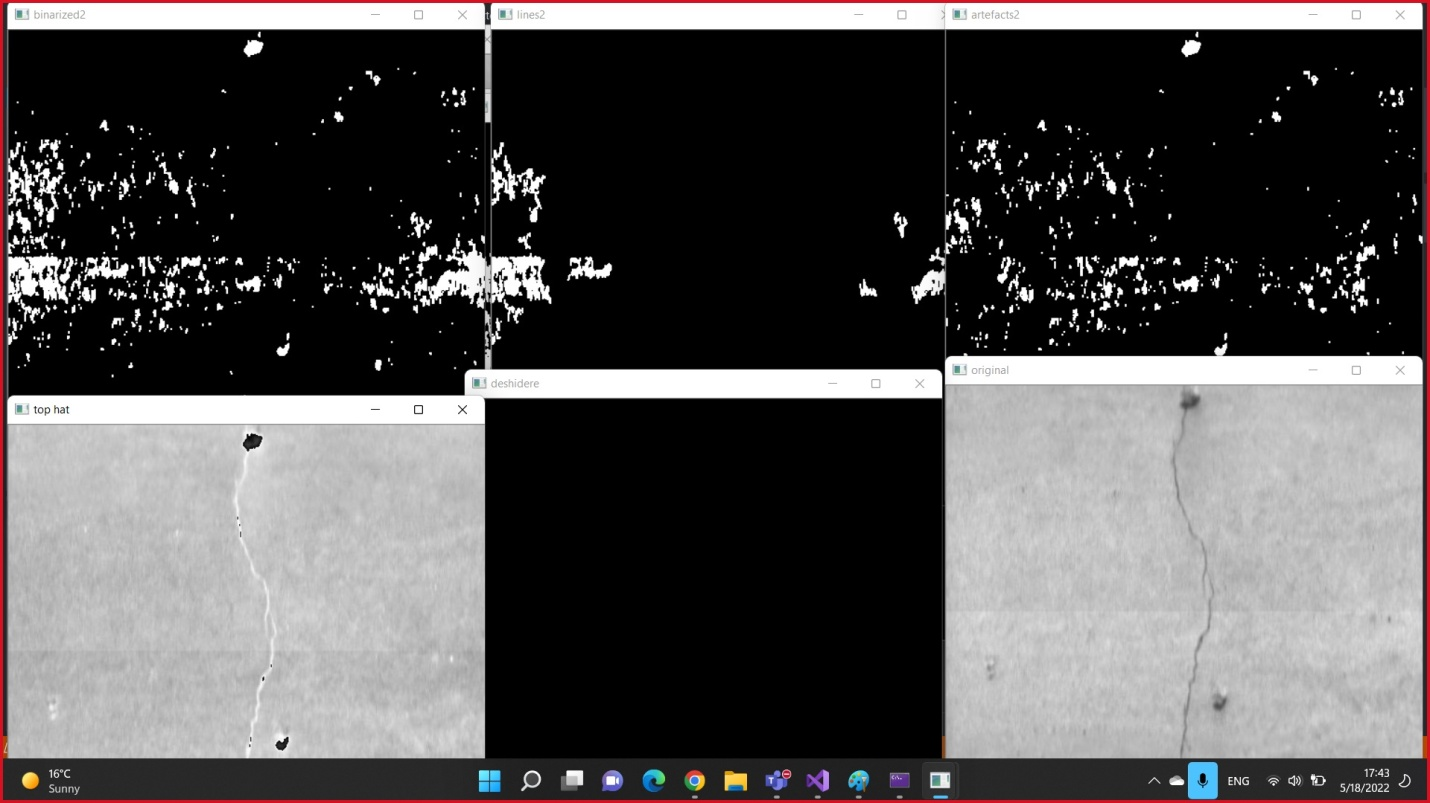 binarized2
lines2
artefacts2
deshidere
original
top hat
16°C
Sunny
ENG
17:43
5/18/2022